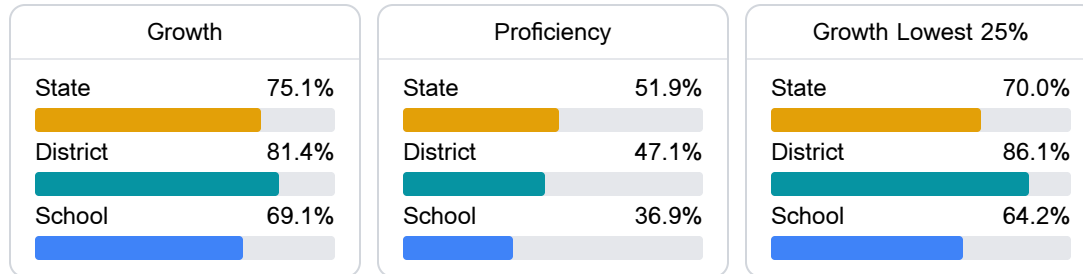 Growth
State 75.1%
District 81.4%
School 69.1%
Proficiency
State 51.9%
District 47.1%
School 36.9%
Growth Lowest 25%
State 70.0%
District 86.1%
School 64.2%